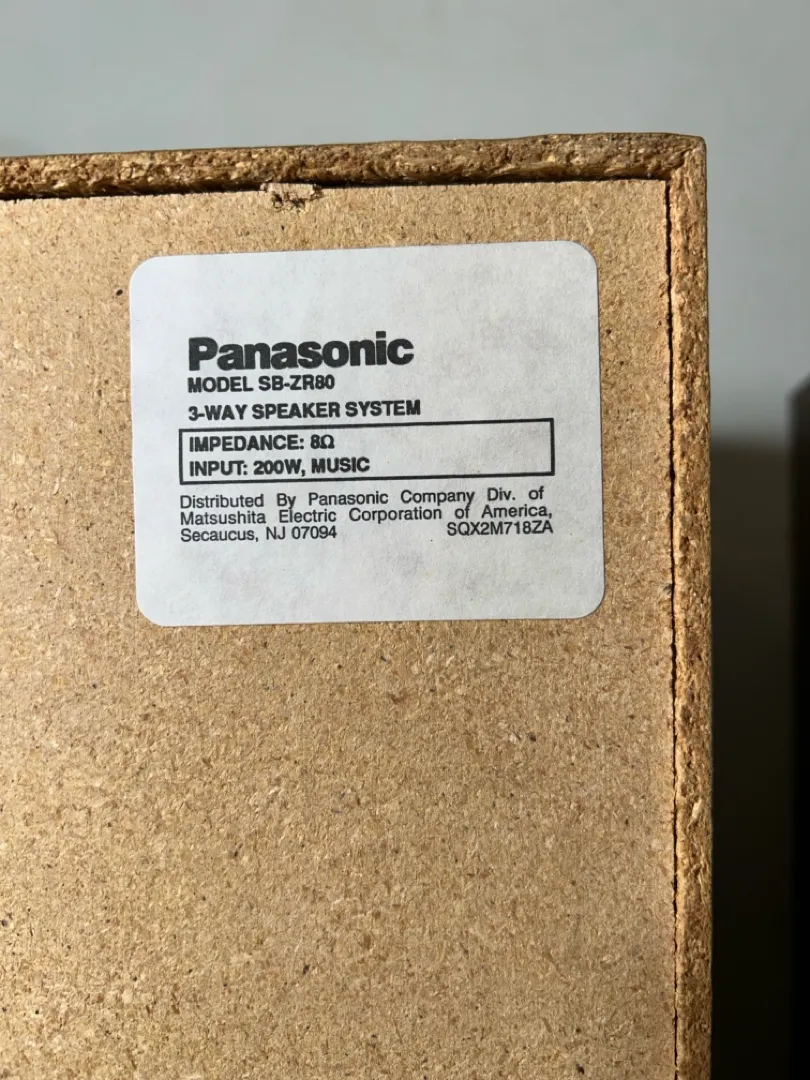 Panasonic
MODEL SB-ZR80
3-WAY SPEAKER SYSTEM
IMPEDANCE: 8Ω
INPUT: 200W, MUSIC
Distributed By Panasonic Company Div. of
Matsushita Electric Corporation of America,
Secaucus, NJ 07094 SQX2M718ZA